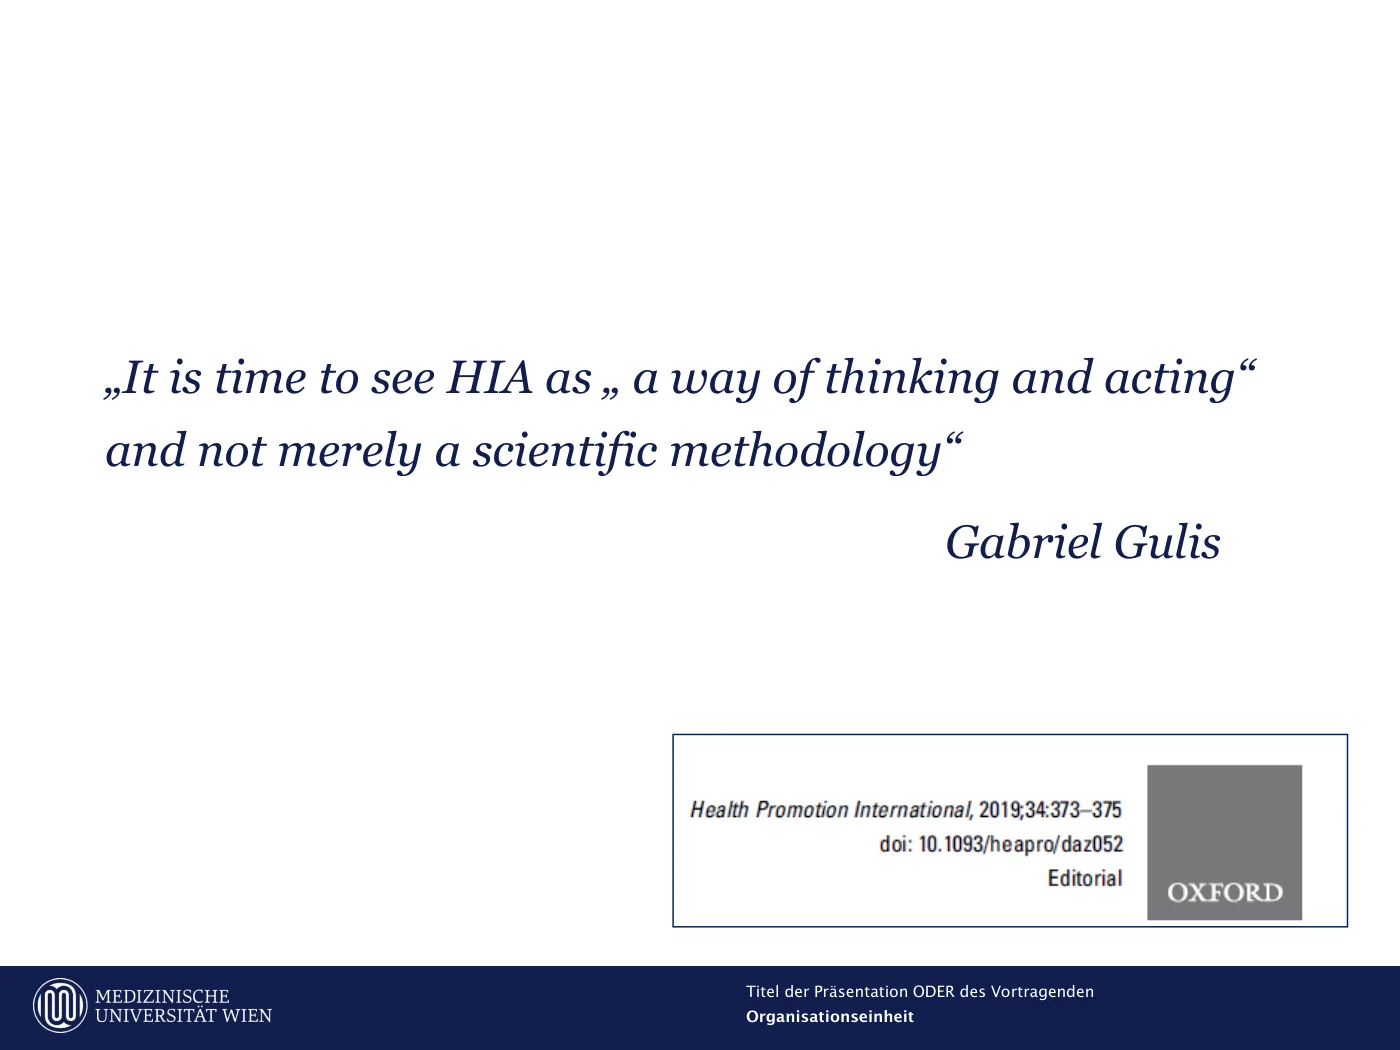 „It is time to see HIA as „ a way of thinking and acting“
and not merely a scientific methodology“
Gabriel Gulis
Health Promotion International, 2019;34:373–375
doi: 10.1093/heapro/daz052
Editorial
OXFORD
MEDIZINISCHE
UNIVERSITÄT WIEN
Titel der Präsentation ODER des Vortragenden
Organisationseinheit